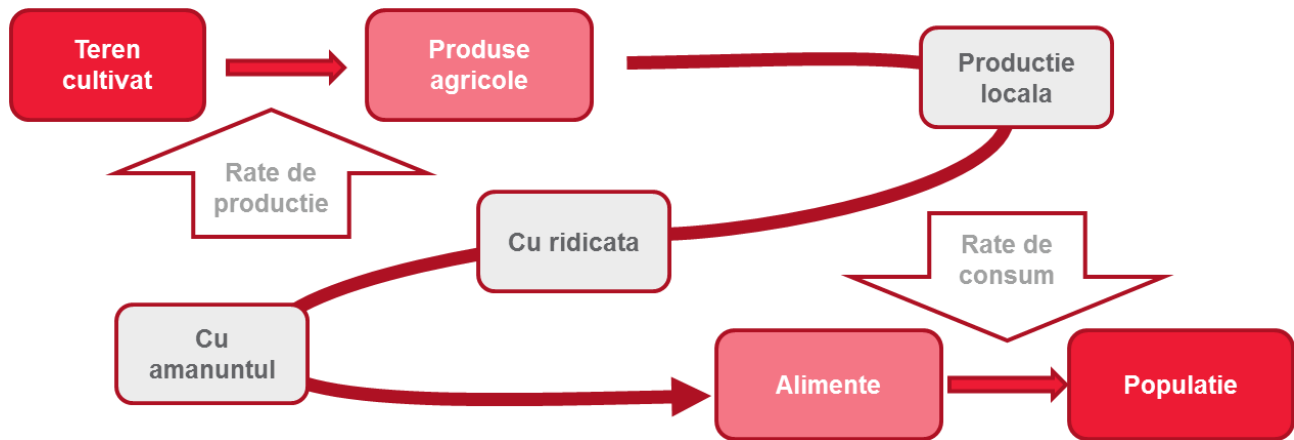 Teren
cultivat
Produse
agricole
Productie
locala
Rate de
productie
Cu ridicata
Rate de
consum
Cu
amanuntul
Alimente
Populatie